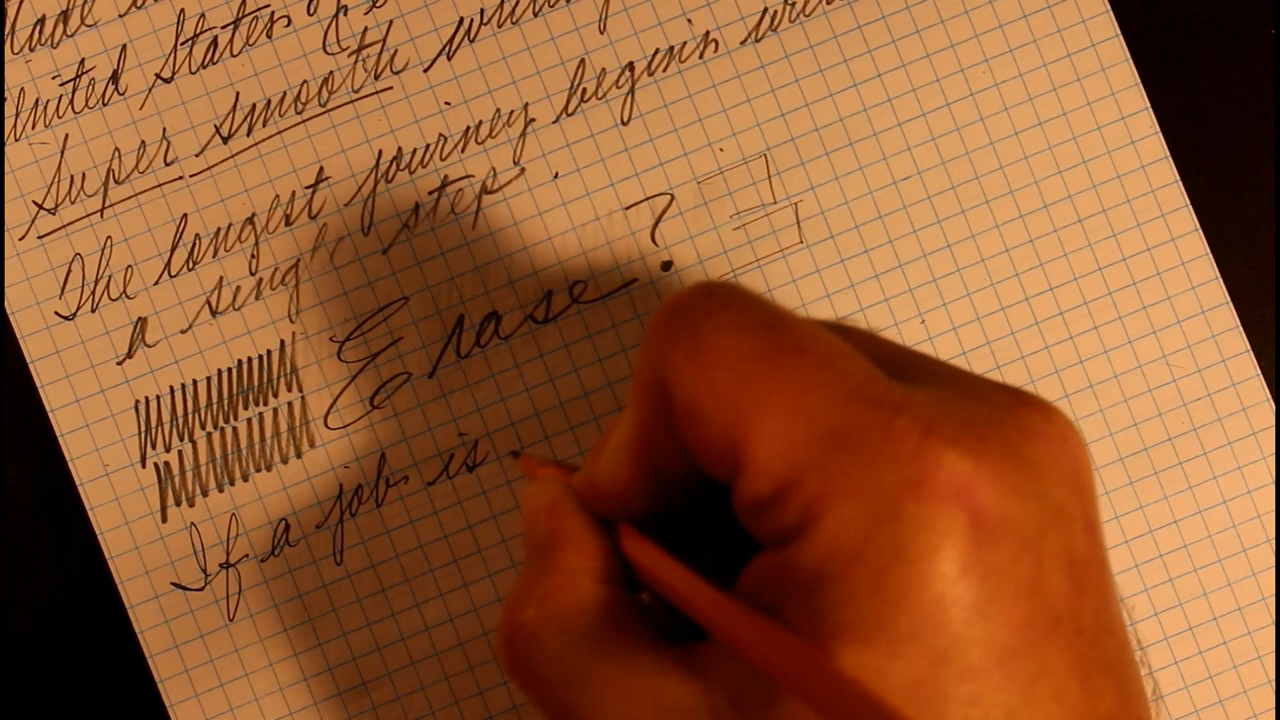 United States
Super smooth
The longest journey begins
a single step.
Erase?
If a job is